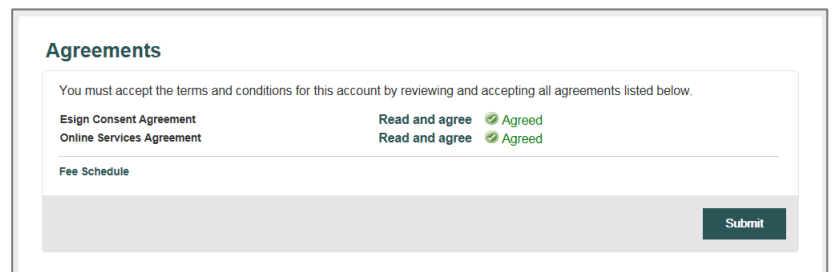 Agreements
You must accept the terms and conditions for this account by reviewing and accepting all agreements listed below.
Esign Consent Agreement Read and agree Agreed
Online Services Agreement Read and agree Agreed
Fee Schedule
Submit